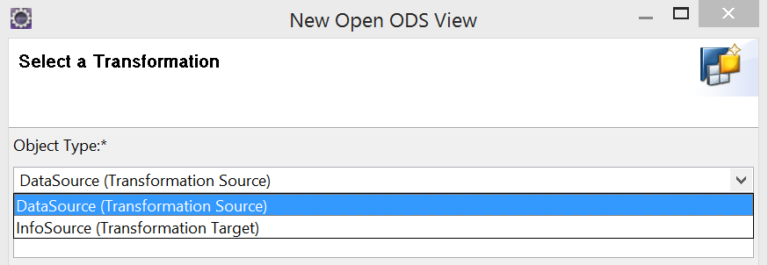 New Open ODS View
Select a Transformation
Object Type:*
DataSource (Transformation Source)
DataSource (Transformation Source)
InfoSource (Transformation Target)